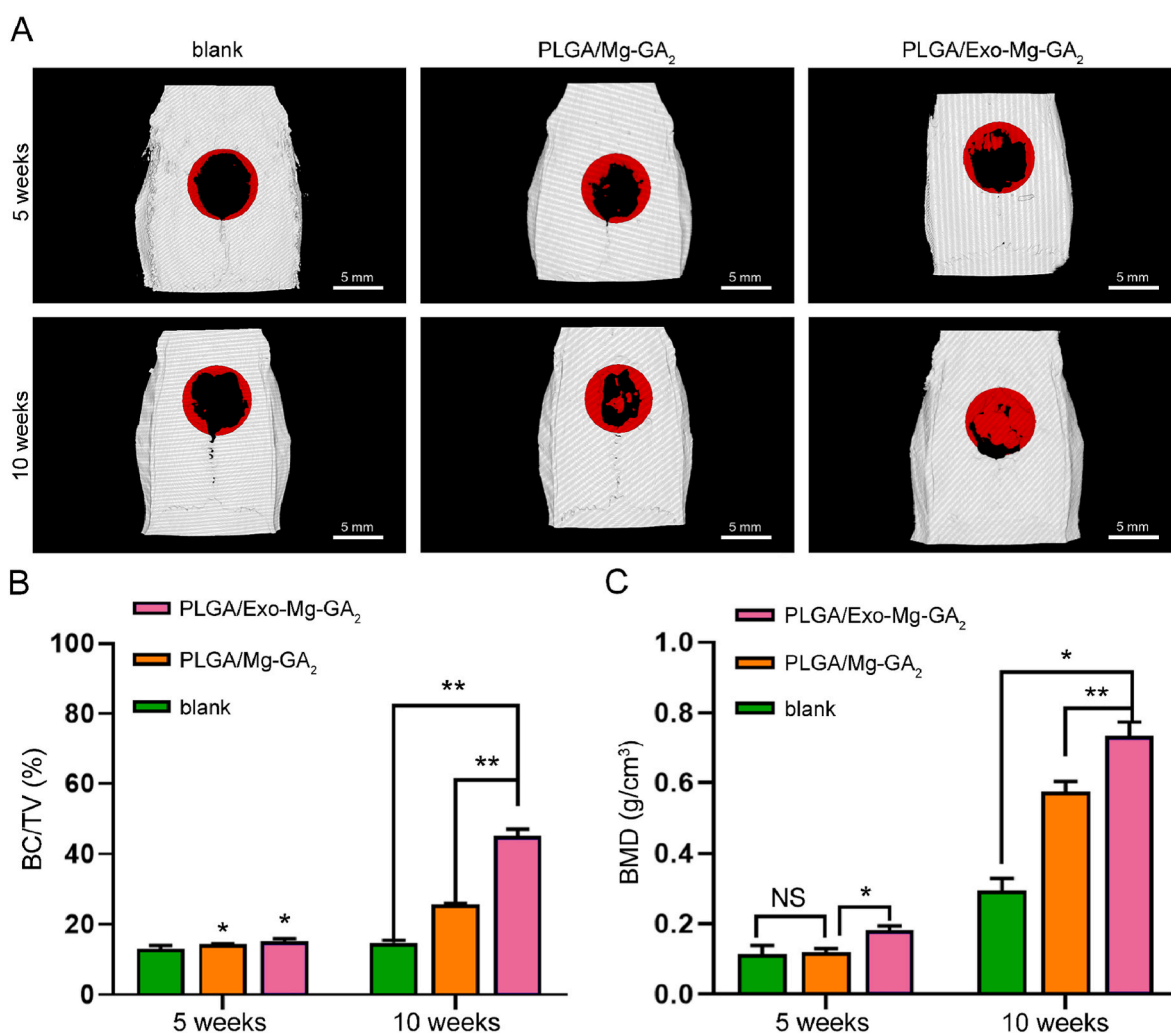 A
blank
PLGA/Mg-GA₂
PLGA/Exo-Mg-GA₂
5 weeks
5 mm
5 mm
5 mm
10 weeks
5 mm
5 mm
5 mm
B
PLGA/Exo-Mg-GA₂
PLGA/Mg-GA₂
blank
BC/TV (%)
100
80
60
40
20
0
**
**
*
*
5 weeks
10 weeks
C
PLGA/Exo-Mg-GA₂
PLGA/Mg-GA₂
blank
BMD (g/cm³)
1.0
0.8
0.6
0.4
0.2
0.0
*
**
NS
*
5 weeks
10 weeks